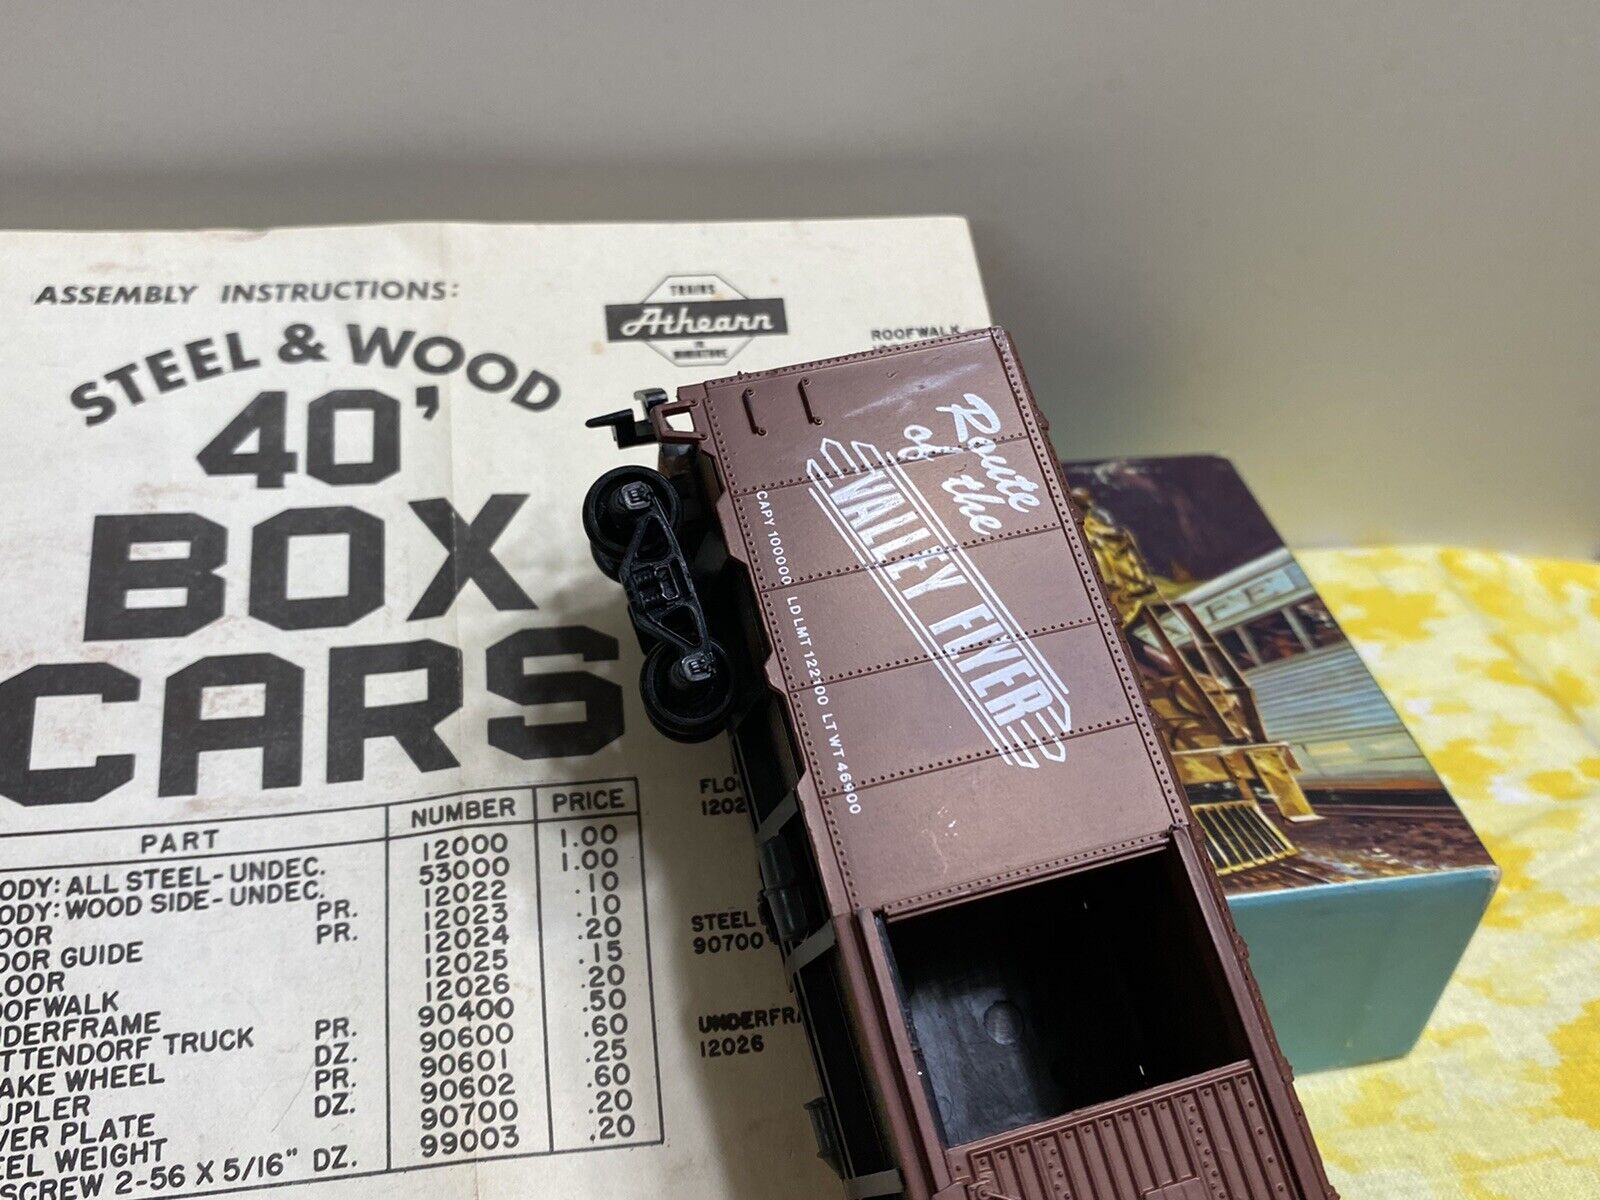 ASSEMBLY INSTRUCTIONS:
STEEL & WOOD
40'
BOX
CARS
TRAINS
Athearn
IN
MINIATURE
ROOFWALK
PART NUMBER PRICE
ODY: ALL STEEL-UNDEC. 12000 1.00
ODY: WOOD SIDE-UNDEC. 53000 1.00
OOR PR. 12022 .10
OOR GUIDE PR. 12023 .10
LOOR 12024 .20
OOFWALK 12025 .15
NDERFRAME 12026 .20
TTENDORF TRUCK PR. 90400 .50
AKE WHEEL DZ. 90600 .60
UPLER PR. 90601 .25
VER PLATE DZ. 90602 .60
EEL WEIGHT 90700 .20
SCREW 2-56 X 5/16" DZ. 99003 .20
FLO
1202
STEEL
90700
UNDERFRA
12026
Route
of the
VALLEY FLYER
CAPY 100000 LD LMT 122100 LT WT 46900